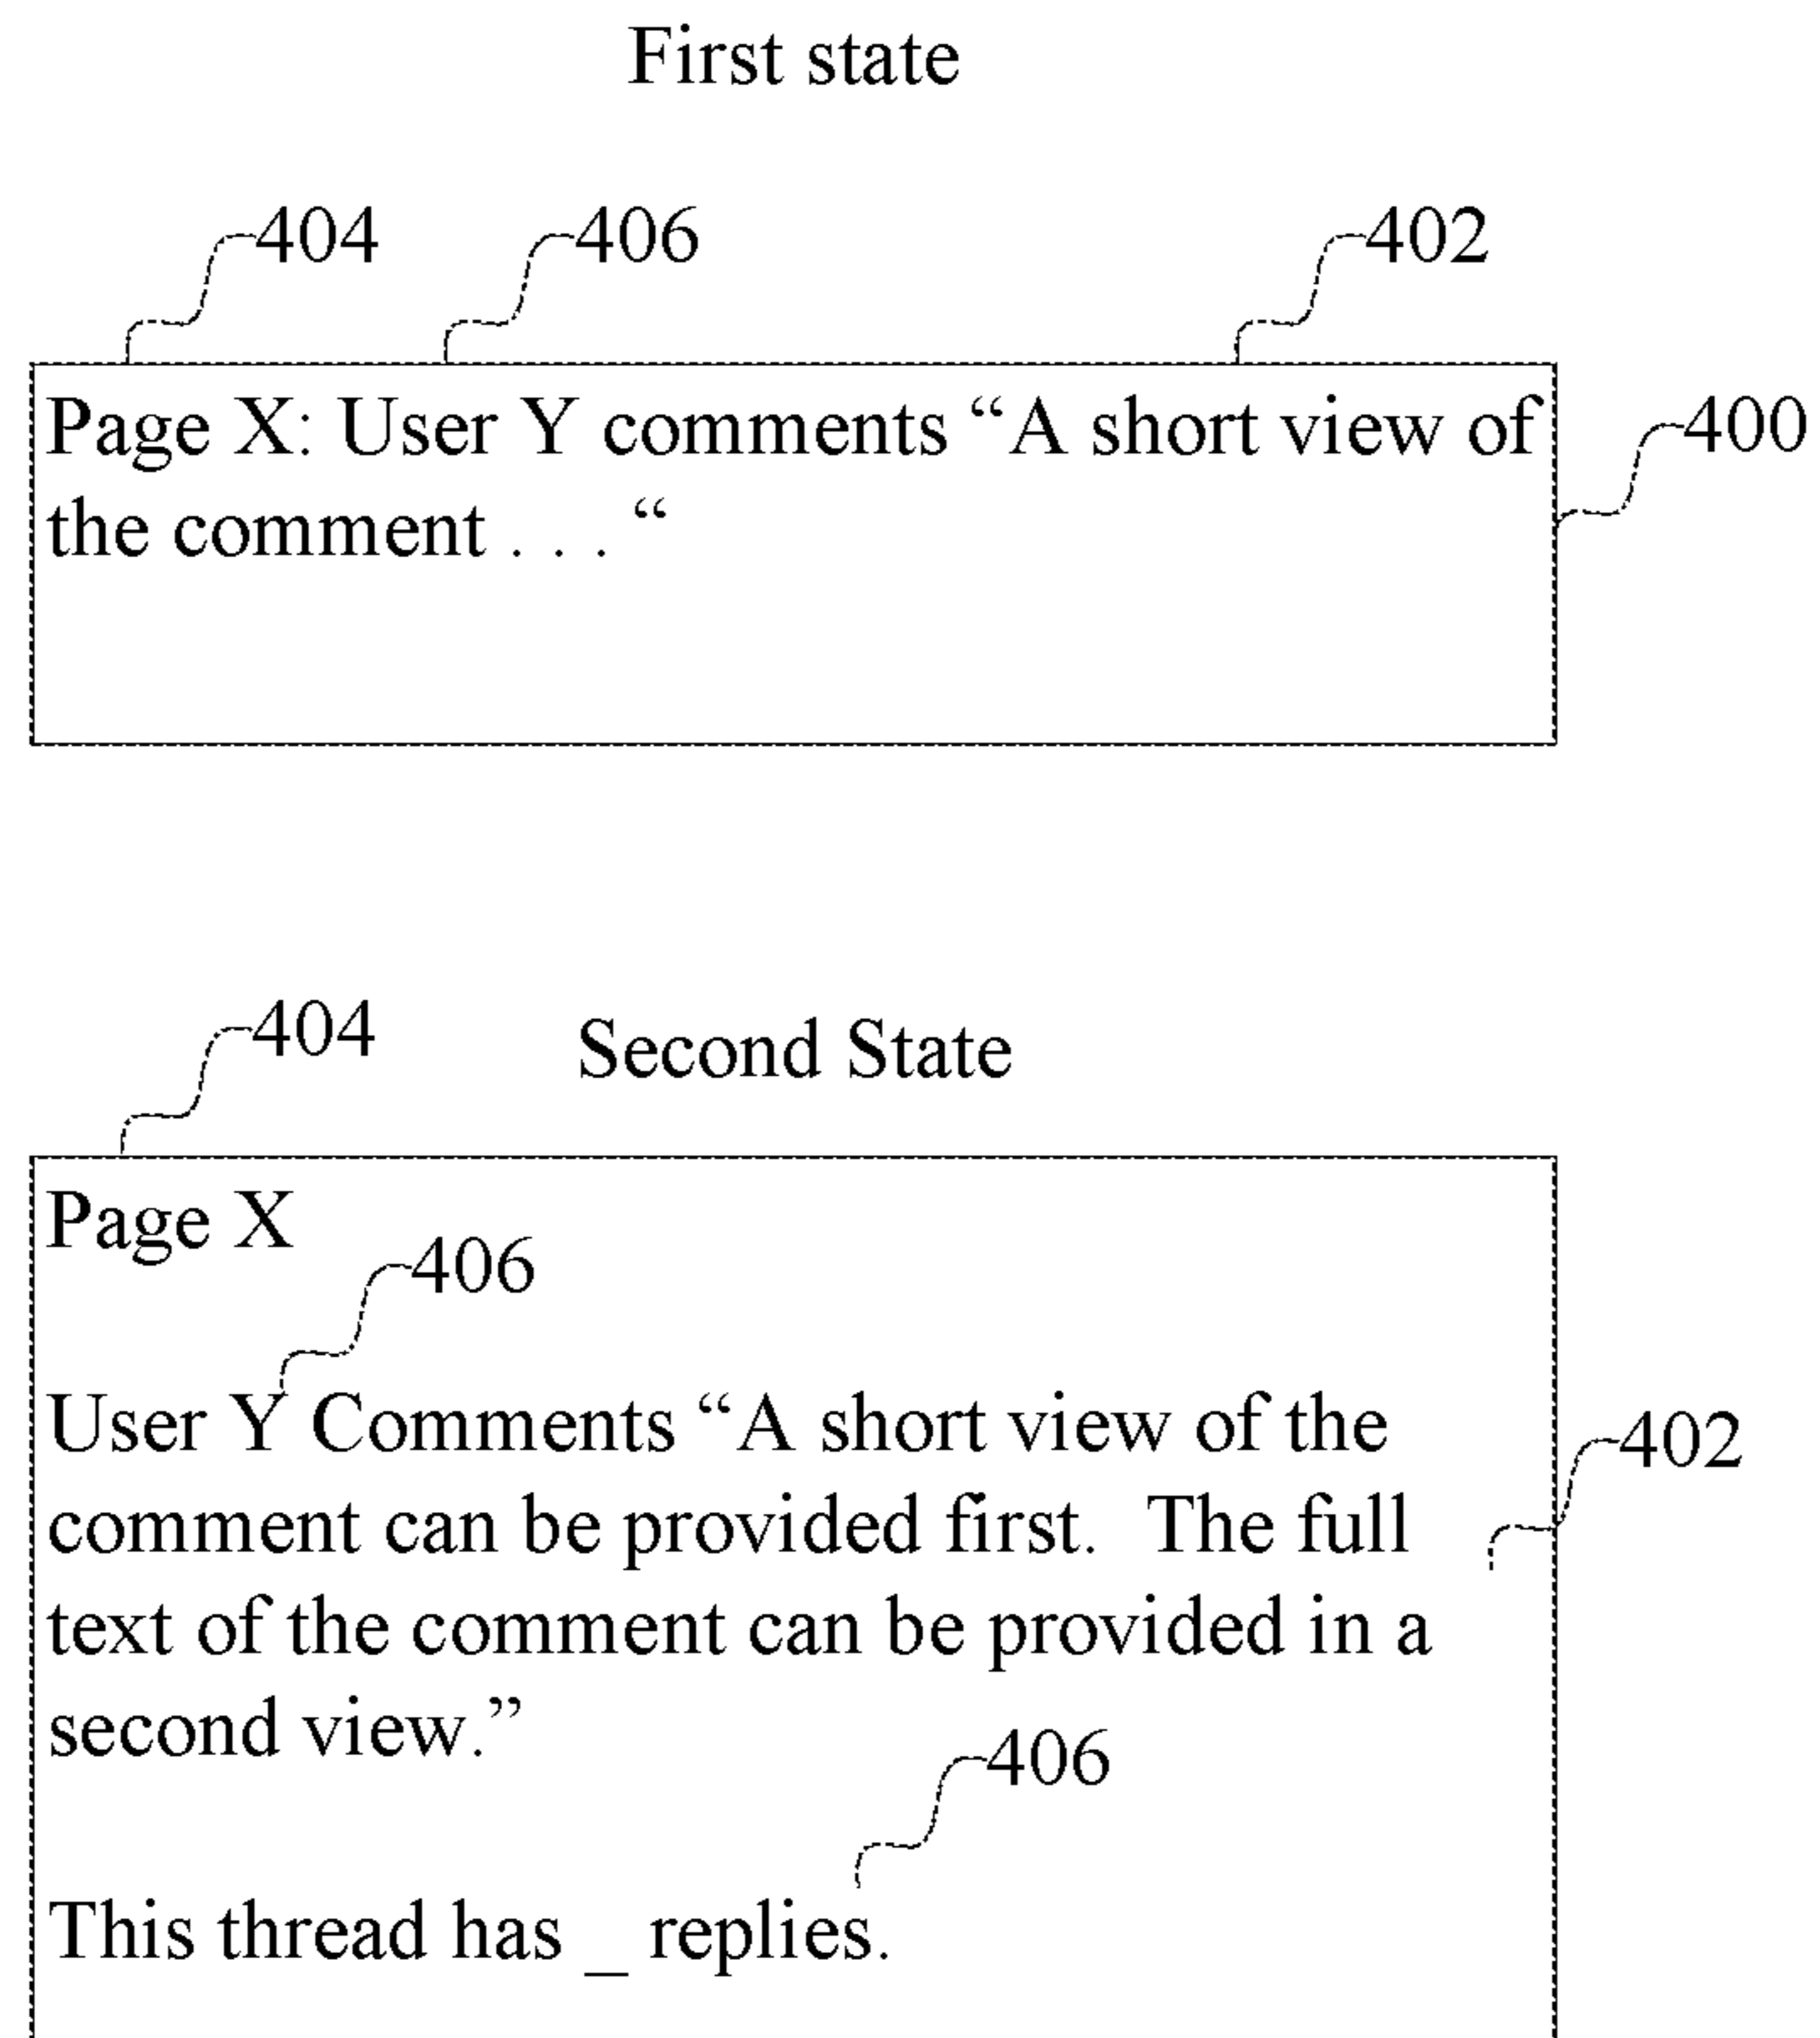 First state
404 406 402
Page X: User Y comments “A short view of
400
the comment . . . “
404
Second State
Page X
406
User Y Comments “A short view of the
402
comment can be provided first.  The full
text of the comment can be provided in a
second view.”
406
This thread has _ replies.